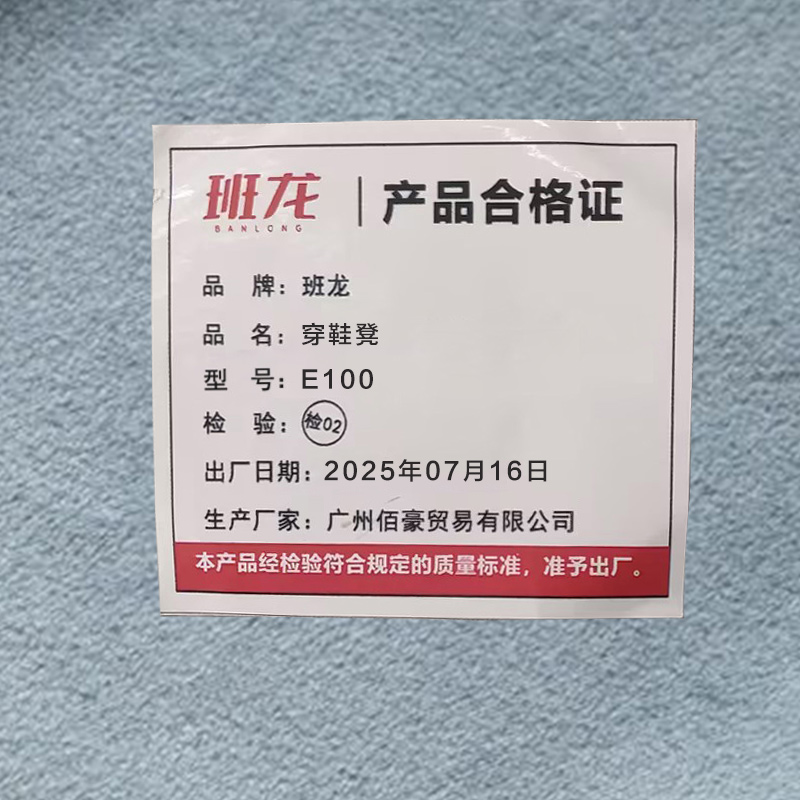 班龙 | 产品合格证
BANLONG
品 牌：班龙
品 名：穿鞋凳
型 号：E100
检 验：检02
出厂日期：2025年07月16日
生产厂家：广州佰豪贸易有限公司
本产品经检验符合规定的质量标准，准予出厂。